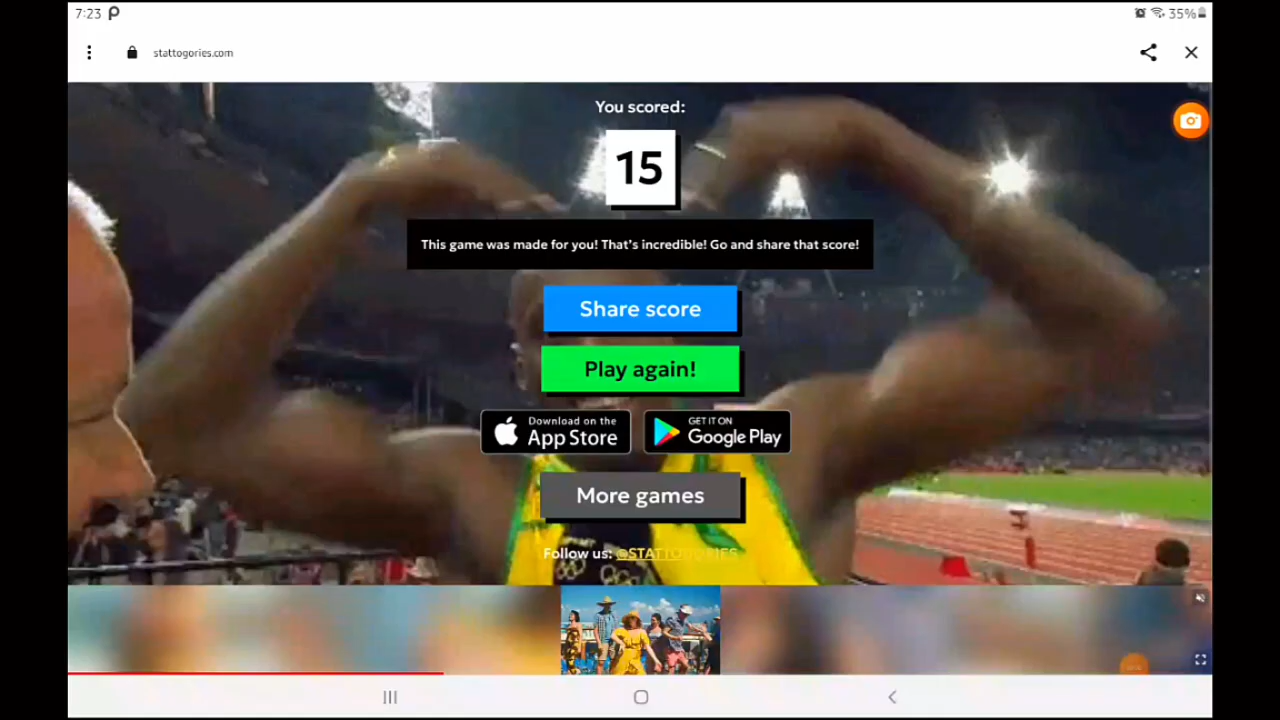 7:23
35%
stattogories.com
You scored:
15
This game was made for you! That's incredible! Go and share that score!
Share score
Play again!
Download on the
App Store
GET IT ON
Google Play
More games
Follow us: @STATTOGORIES